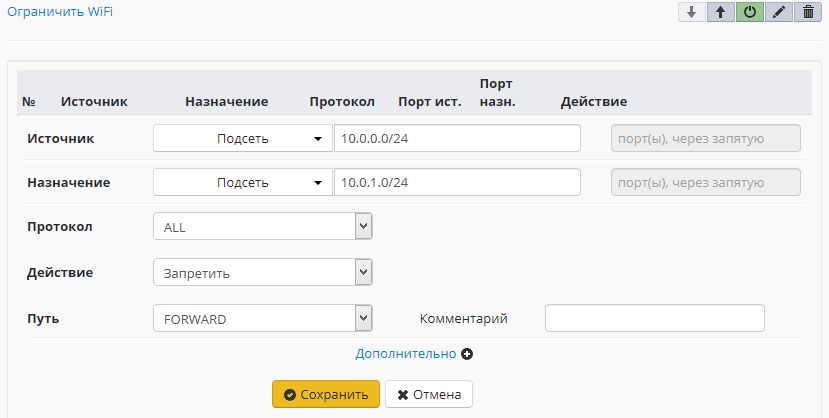 Ограничить WiFi
№ Источник Назначение Протокол Порт ист. Порт назн. Действие
Источник Подсеть 10.0.0.0/24 порт(ы), через запятую
Назначение Подсеть 10.0.1.0/24 порт(ы), через запятую
Протокол ALL
Действие Запретить
Путь FORWARD Комментарий
Дополнительно
Сохранить Отмена